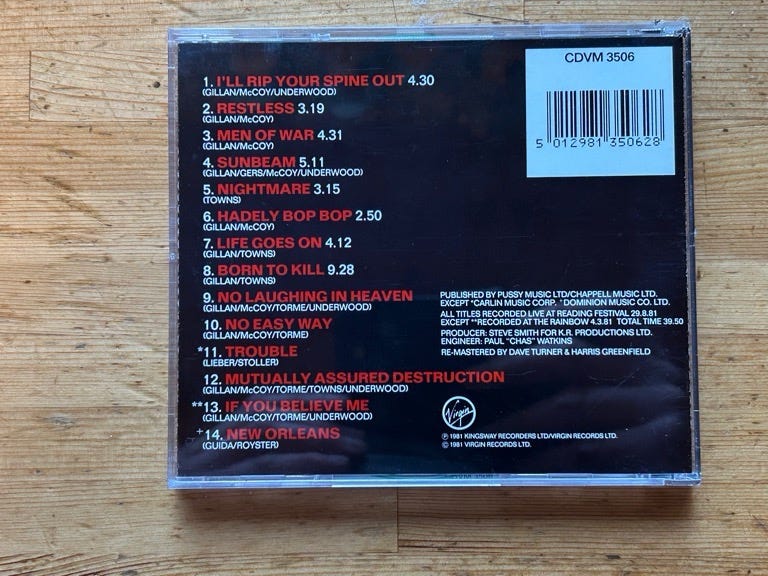 1. I'LL RIP YOUR SPINE OUT 4.30
(GILLAN/McCOY/UNDERWOOD)
2. RESTLESS 3.19
(GILLAN/McCOY)
3. MEN OF WAR 4.31
(GILLAN/McCOY)
4. SUNBEAM 5.11
(GILLAN/GERS/McCOY/UNDERWOOD)
5. NIGHTMARE 3.15
(TOWNS)
6. HADELY BOP BOP 2.50
(GILLAN/McCOY)
7. LIFE GOES ON 4.12
(GILLAN/TOWNS)
8. BORN TO KILL 9.28
(GILLAN/TOWNS)
9. NO LAUGHING IN HEAVEN
(GILLAN/McCOY/TORME/UNDERWOOD)
10. NO EASY WAY
(GILLAN/McCOY/TORME)
*11. TROUBLE
(LIEBER/STOLLER)
12. MUTUALLY ASSURED DESTRUCTION
(GILLAN/McCOY/TORME/TOWNS/UNDERWOOD)
**13. IF YOU BELIEVE ME
(GILLAN/McCOY/TORME/UNDERWOOD)
+14. NEW ORLEANS
(GUIDA/ROYSTER)
CDVM 3506
5 012981 350628
PUBLISHED BY PUSSY MUSIC LTD/CHAPPELL MUSIC LTD.
EXCEPT *CARLIN MUSIC CORP. +DOMINION MUSIC CO. LTD.
ALL TITLES RECORDED LIVE AT READING FESTIVAL 29.8.81
EXCEPT **RECORDED AT THE RAINBOW 4.3.81 TOTAL TIME 39.50
PRODUCER: STEVE SMITH FOR K.R. PRODUCTIONS LTD.
ENGINEER: PAUL "CHAS" WATKINS
RE-MASTERED BY DAVE TURNER & HARRIS GREENFIELD
Virgin
℗ 1981 KINGSWAY RECORDERS LTD/VIRGIN RECORDS LTD.
© 1981 VIRGIN RECORDS LTD.